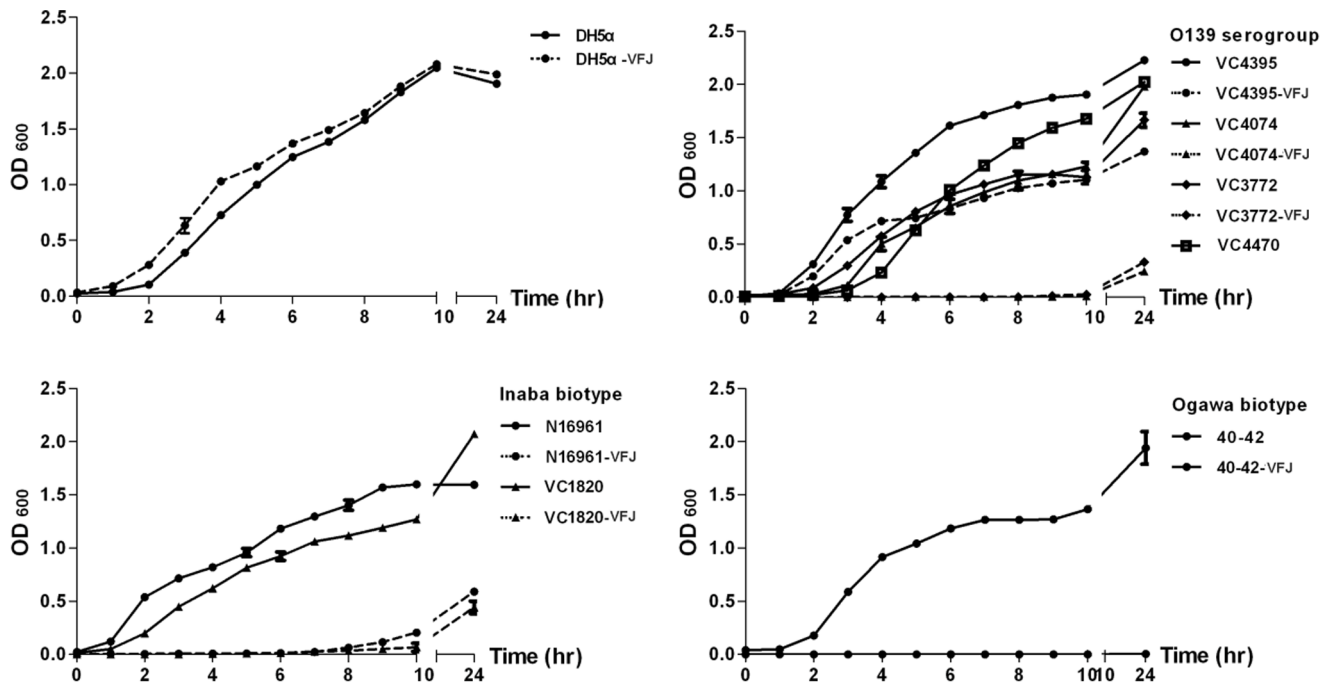 DH5α
DH5α -VFJ
OD 600
2.5
2.0
1.5
1.0
0.5
0.0
0 2 4 6 8 10 24
Time (hr)
O139 serogroup
VC4395
VC4395-VFJ
VC4074
VC4074-VFJ
VC3772
VC3772-VFJ
VC4470
OD 600
2.5
2.0
1.5
1.0
0.5
0.0
0 2 4 6 8 10 24
Time (hr)
Inaba biotype
N16961
N16961-VFJ
VC1820
VC1820-VFJ
OD 600
2.5
2.0
1.5
1.0
0.5
0.0
0 2 4 6 8 10 24
Time (hr)
Ogawa biotype
40-42
40-42-VFJ
OD 600
2.5
2.0
1.5
1.0
0.5
0.0
0 2 4 6 8 1010 24
Time (hr)